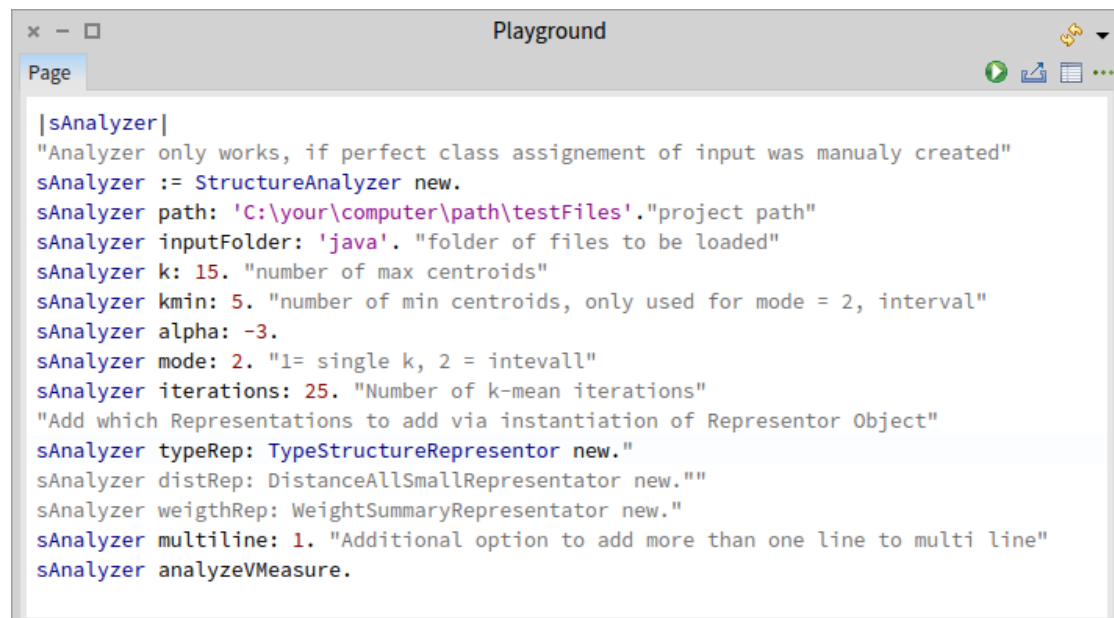 Playground
Page
|sAnalyzer|
"Analyzer only works, if perfect class assignement of input was manualy created"
sAnalyzer := StructureAnalyzer new.
sAnalyzer path: 'C:\your\computer\path\testFiles'."project path"
sAnalyzer inputFolder: 'java'. "folder of files to be loaded"
sAnalyzer k: 15. "number of max centroids"
sAnalyzer kmin: 5. "number of min centroids, only used for mode = 2, interval"
sAnalyzer alpha: -3.
sAnalyzer mode: 2. "1= single k, 2 = intevall"
sAnalyzer iterations: 25. "Number of k-mean iterations"
"Add which Representations to add via instantiation of Representor Object"
sAnalyzer typeRep: TypeStructureRepresentor new."
sAnalyzer distRep: DistanceAllSmallRepresentator new.""
sAnalyzer weigthRep: WeightSummaryRepresentator new."
sAnalyzer multiline: 1. "Additional option to add more than one line to multi line"
sAnalyzer analyzeVMeasure.